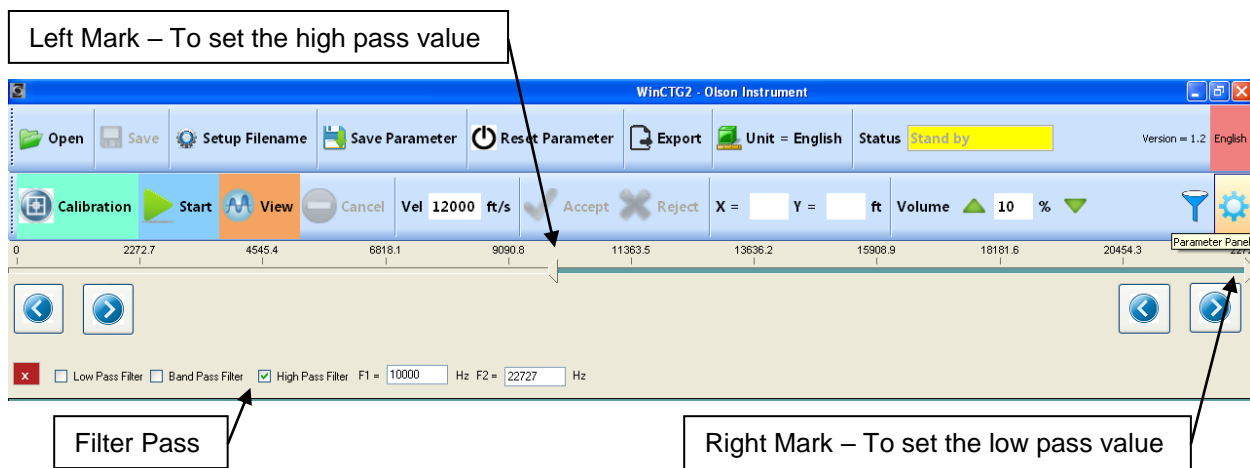 Left Mark – To set the high pass value
WinCTG2 - Olson Instrument
Open Save Setup Filename Save Parameter Reset Parameter Export Unit = English Status Stand by Version = 1.2 English
Calibration Start View Cancel Vel 12000 ft/s Accept Reject X = Y = ft Volume 10 %
0 2272.7 4545.4 6818.1 9090.8 11363.5 13636.2 15908.9 18181.6 20454.3
Parameter Panel
x Low Pass Filter Band Pass Filter High Pass Filter F1 = 10000 Hz F2 = 22727 Hz
Filter Pass
Right Mark – To set the low pass value